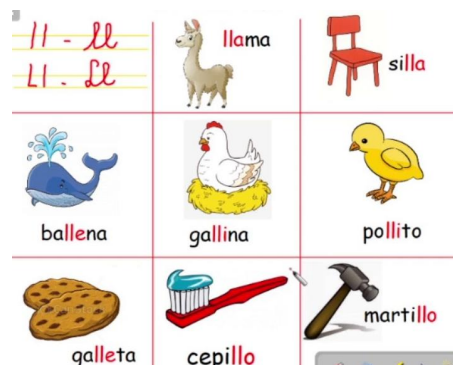 ll - ll
Ll - Ll
llama
silla
ballena
gallina
pollito
galleta
cepillo
martillo